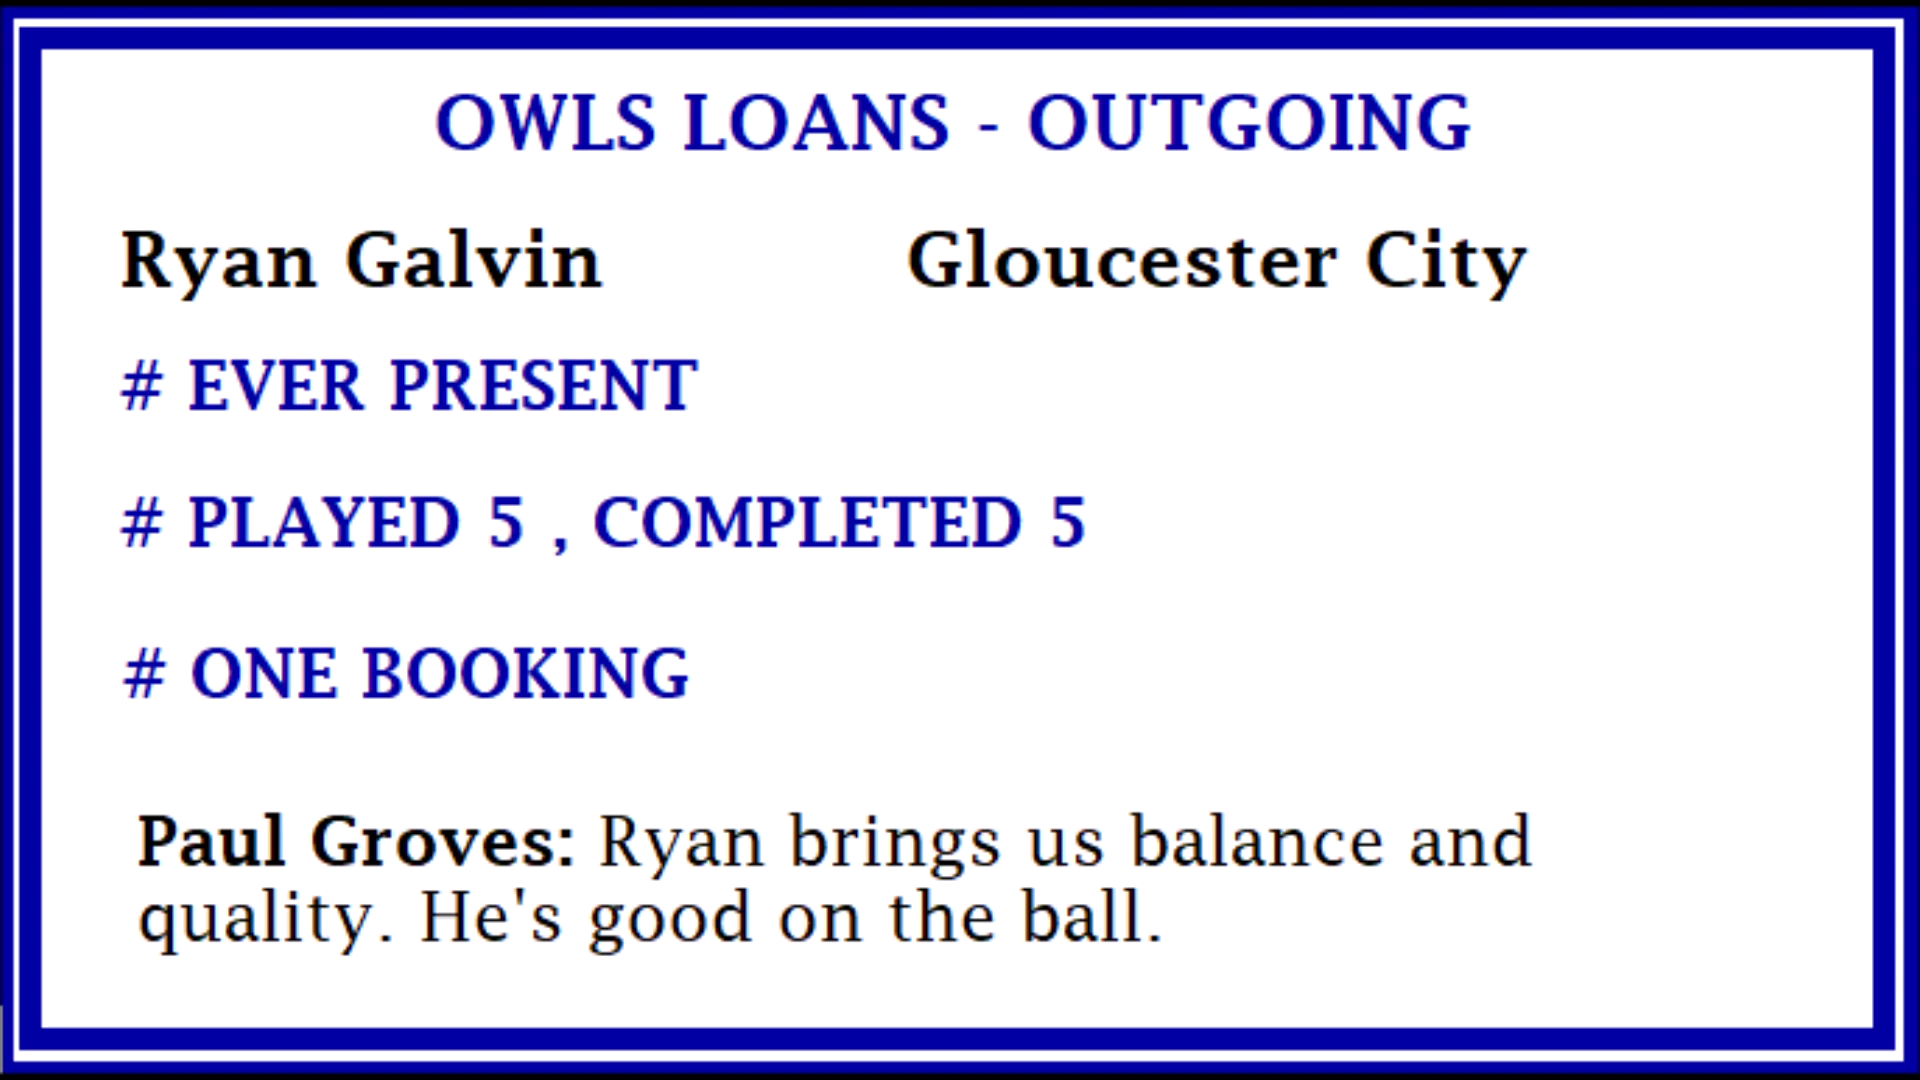 OWLS LOANS - OUTGOING
Ryan Galvin Gloucester City
# EVER PRESENT
# PLAYED 5 , COMPLETED 5
# ONE BOOKING
Paul Groves: Ryan brings us balance and
quality. He's good on the ball.